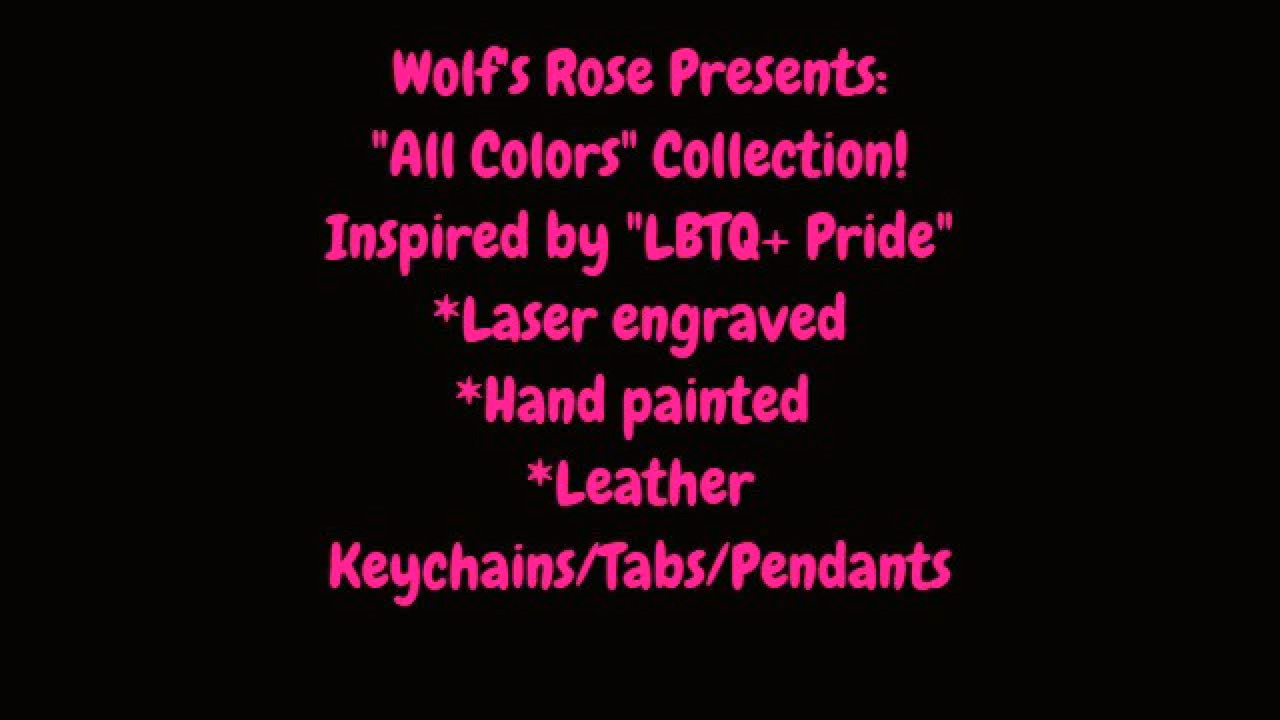 Wolf's Rose Presents:
"All Colors" Collection!
Inspired by "LBTQ+ Pride"
*Laser engraved
*Hand painted
*Leather
Keychains/Tabs/Pendants